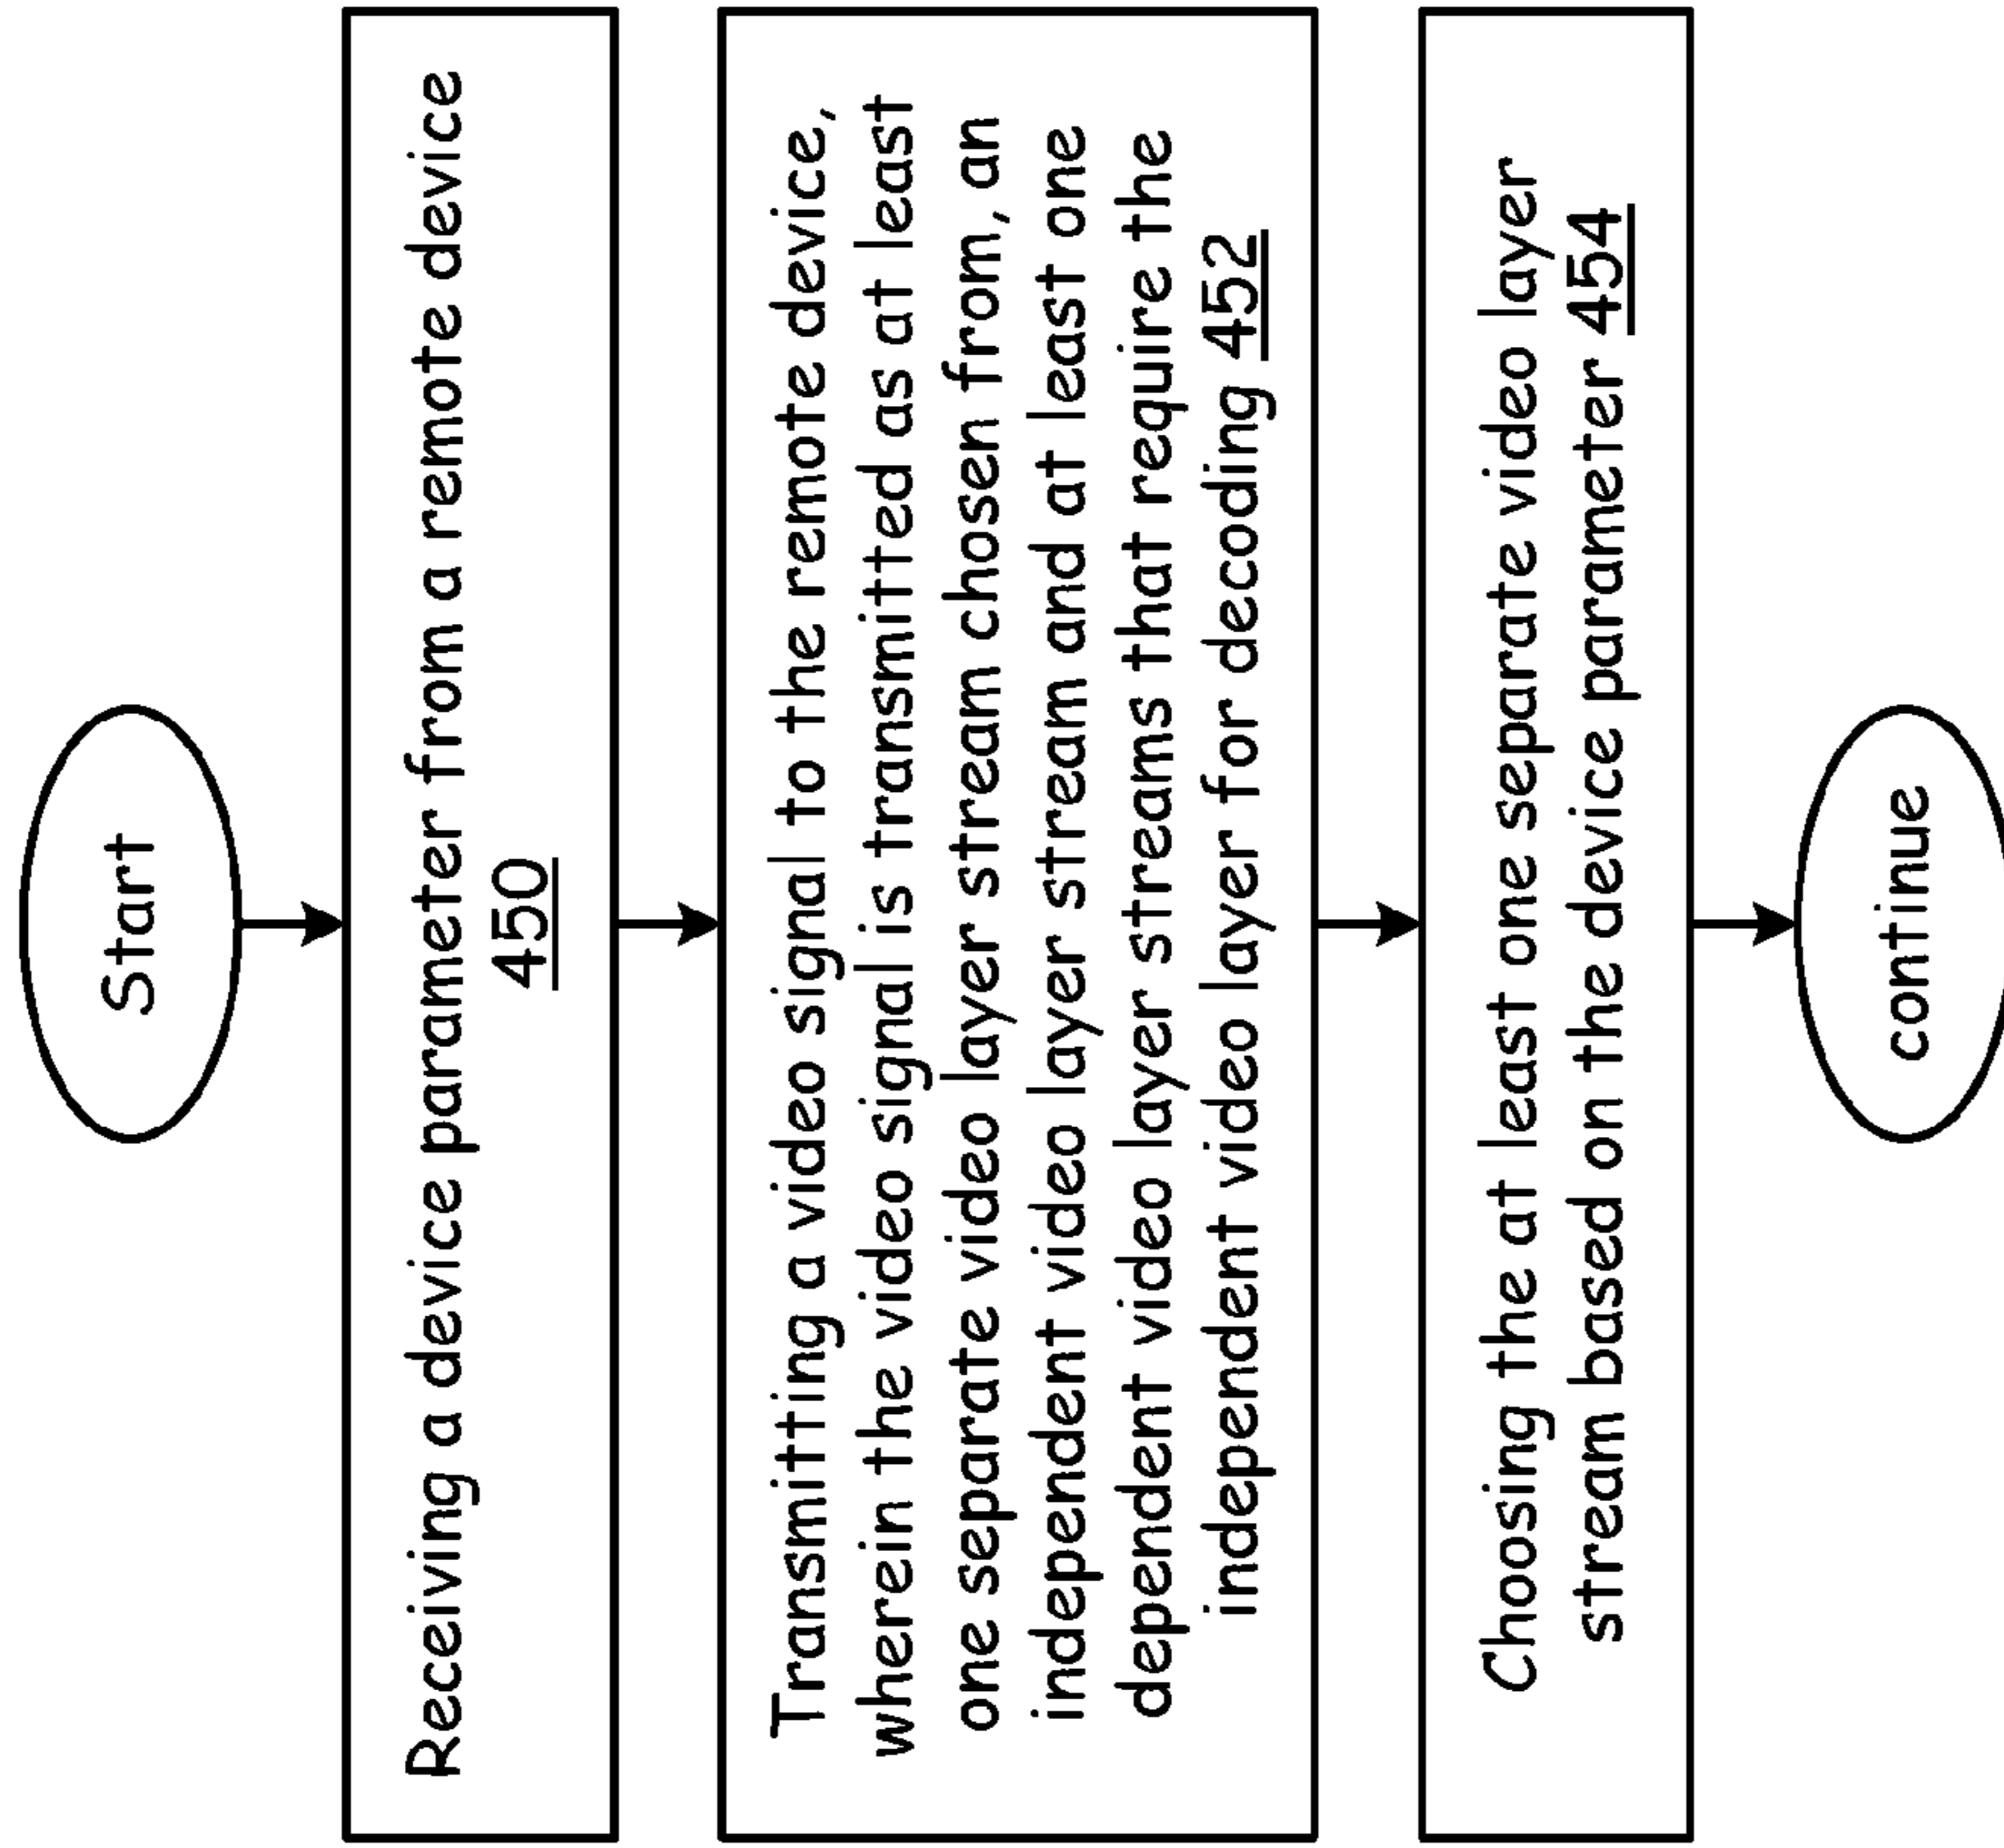 Start
Receiving a device parameter from a remote device
450
Transmitting a video signal to the remote device,
wherein the video signal is transmitted as at least
one separate video layer stream chosen from, an
independent video layer stream and at least one
dependent video layer streams that require the
independent video layer for decoding 452
Choosing the at least one separate video layer
stream based on the device parameter 454
continue